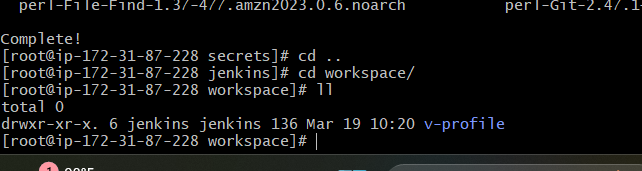 perl-File-Find-1.37-477.amzn2023.0.6.noarch perl-Git-2.47.1-
Complete!
[root@ip-172-31-87-228 secrets]# cd ..
[root@ip-172-31-87-228 jenkins]# cd workspace/
[root@ip-172-31-87-228 workspace]# ll
total 0
drwxr-xr-x. 6 jenkins jenkins 136 Mar 19 10:20 v-profile
[root@ip-172-31-87-228 workspace]#